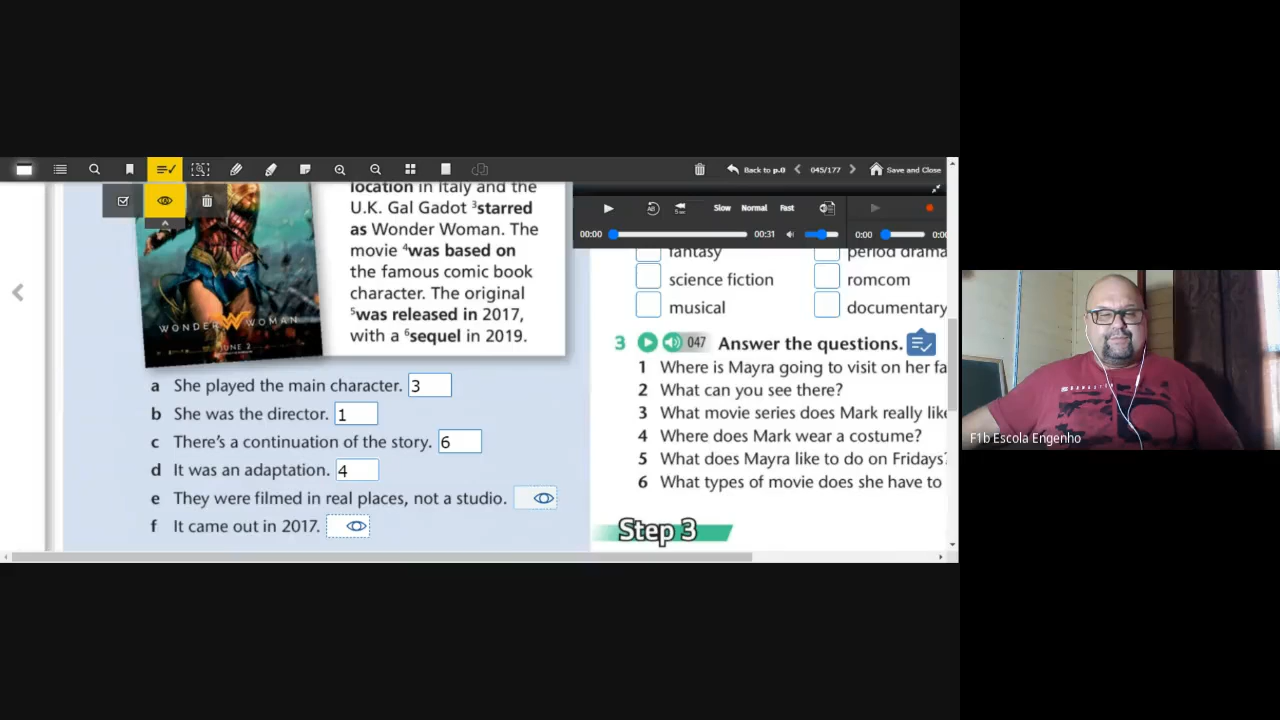 Back to p.0
045/177
Save and Close
location in Italy and the
U.K. Gal Gadot ³starred
as Wonder Woman. The
movie ⁴was based on
the famous comic book
character. The original
⁵was released in 2017,
with a ⁶sequel in 2019.
WONDER WOMAN
JUNE 2
a She played the main character. 3
b She was the director. 1
c There's a continuation of the story. 6
d It was an adaptation. 4
e They were filmed in real places, not a studio.
f It came out in 2017.
AB
5sec
Slow Normal Fast
00:00
00:31
0:00
0:00
fantasy
period drama
science fiction
romcom
musical
documentary
3 047 Answer the questions.
1 Where is Mayra going to visit on her
2 What can you see there?
3 What movie series does Mark really
4 Where does Mark wear a costume?
5 What does Mayra like to do on Fridays?
6 What types of movie does she have to
Step 3
F1b Escola Engenho